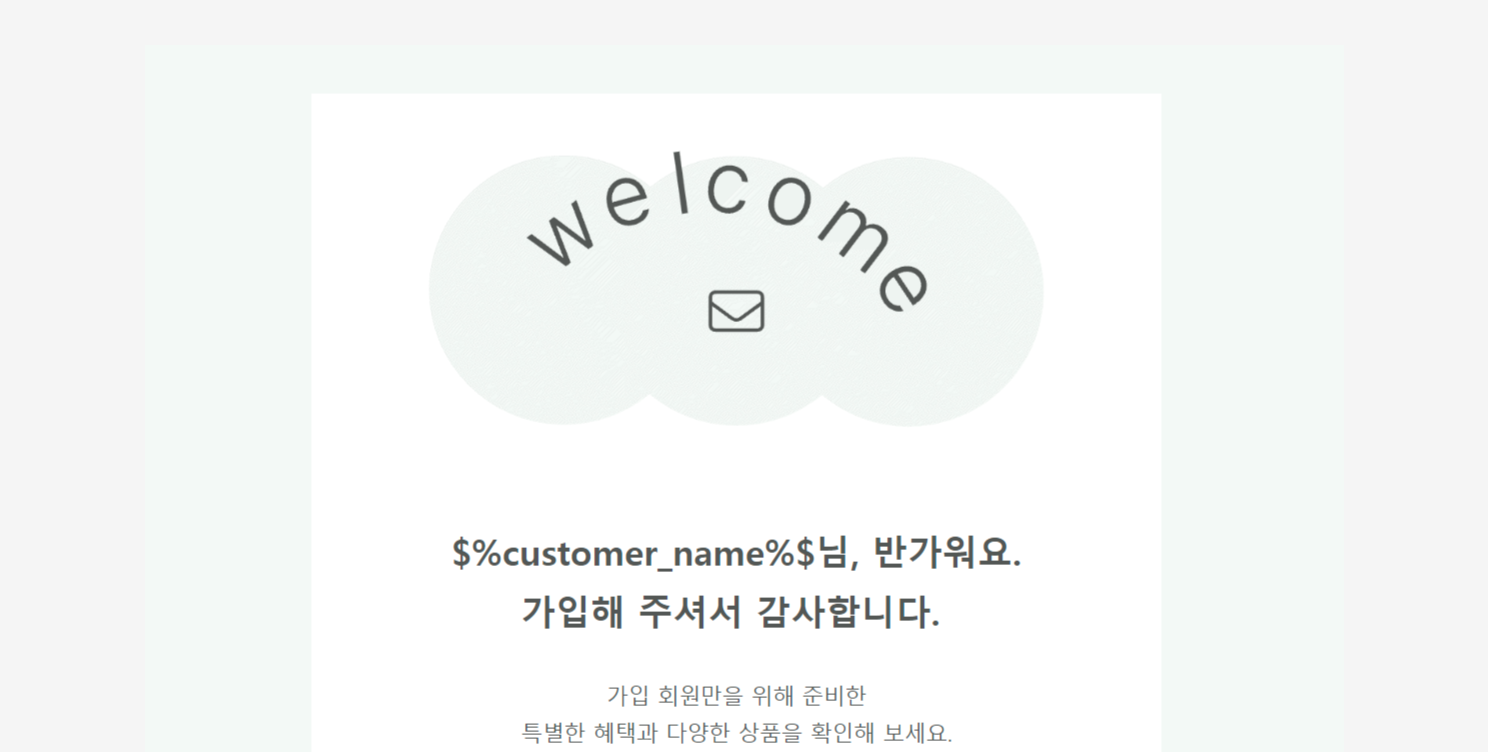 welcome
$%customer_name%$님, 반가워요.
가입해 주셔서 감사합니다.
가입 회원만을 위해 준비한
특별한 혜택과 다양한 상품을 확인해 보세요.